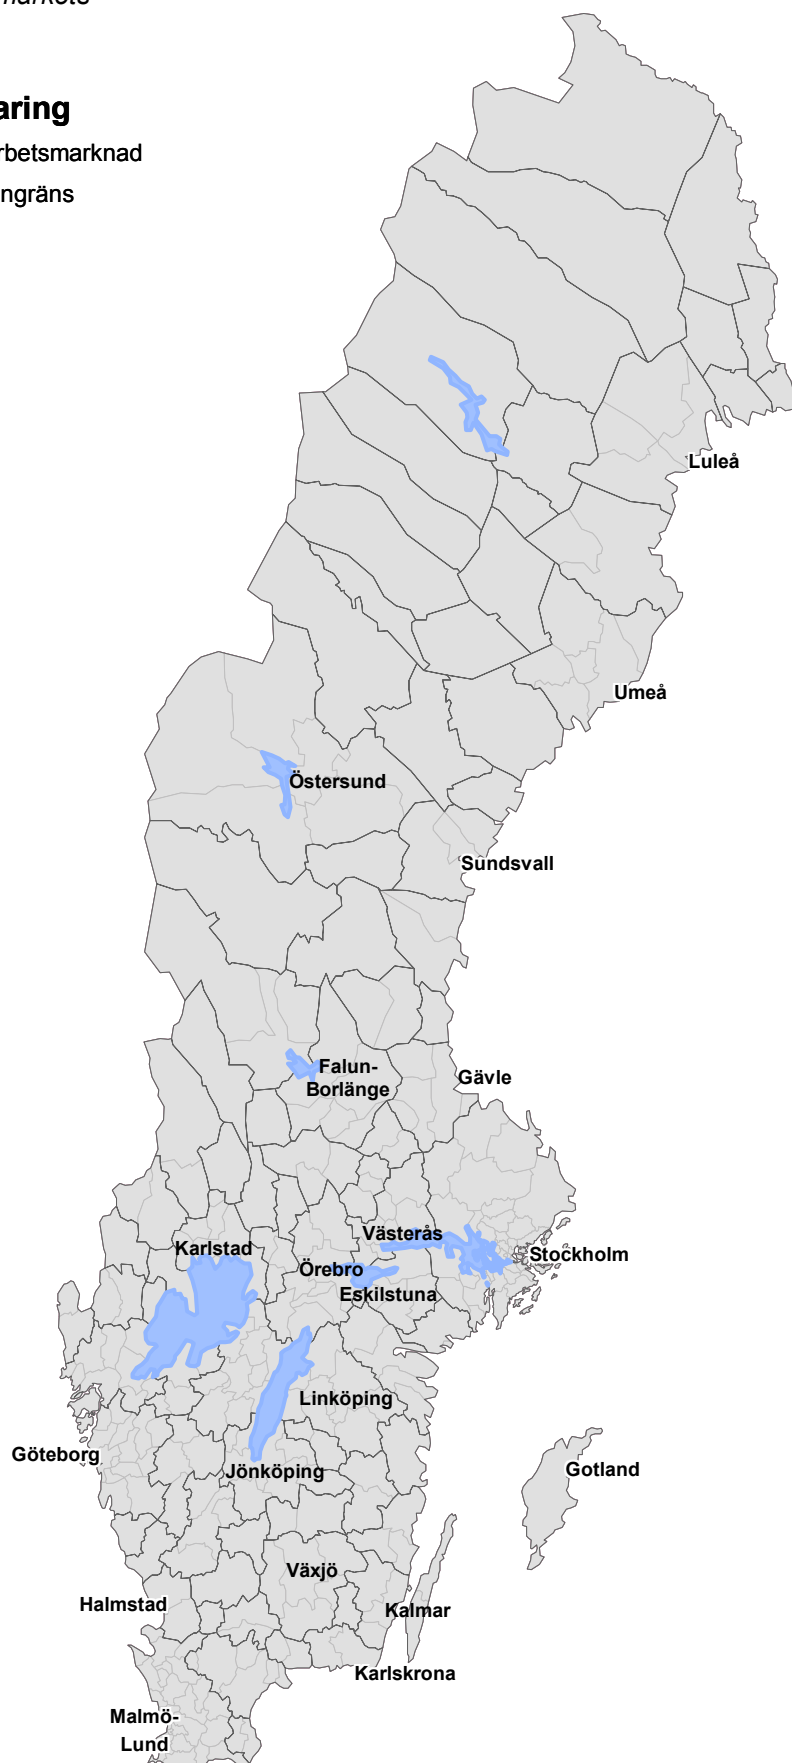 markets
aring
rbetsmarknad
ngräns
Luleå
Umeå
Östersund
Sundsvall
Falun-
Borlänge
Gävle
Västerås
Karlstad
Stockholm
Örebro
Eskilstuna
Linköping
Göteborg
Jönköping
Gotland
Växjö
Halmstad
Kalmar
Karlskrona
Malmö-
Lund